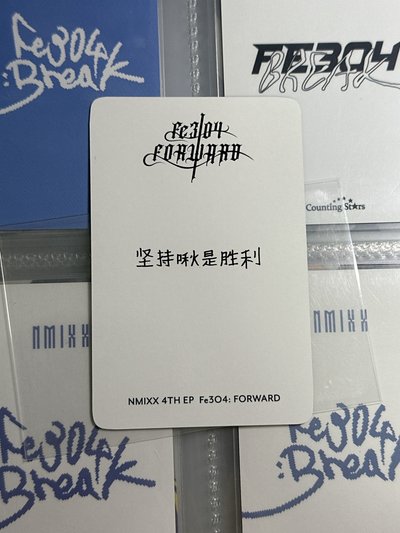 Fe3O4
:Break
FE3O4
BREAK
Counting Stars
Fe3O4
FORWARD
坚持啾是胜利
NMIXX 4TH EP Fe3O4: FORWARD
NMIXX
Fe3O4
:Break
NMIXX
Fe3O4
:Break